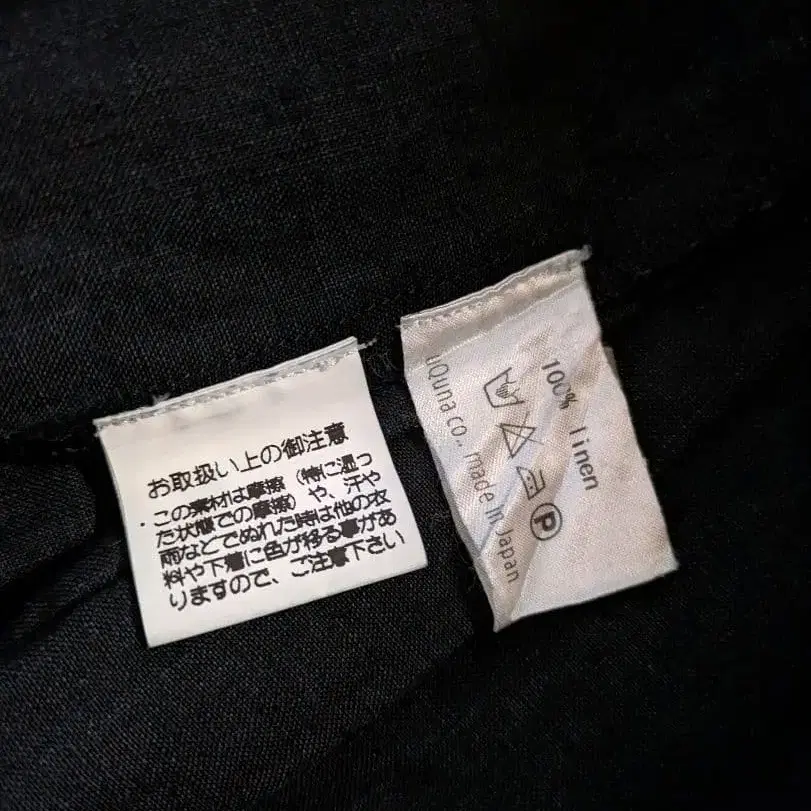 お取扱い上の御注意
・この素材は摩擦（特に湿っ
た状態での摩擦）や、汗や
雨などでぬれた時は他の衣
料や下着に色が移る事があ
りますので、ご注意下さい
100% linen
P
uQuna co., made in Japan